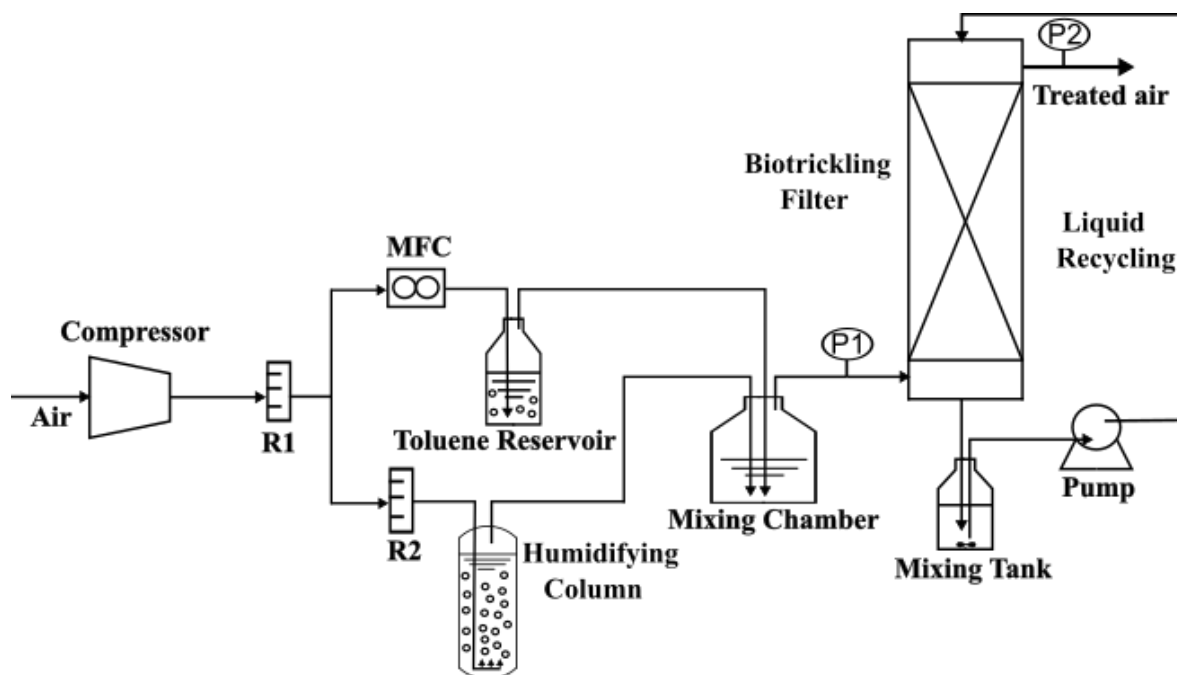 P2
Treated air
Biotrickling
Filter
Liquid
Recycling
MFC
Compressor
P1
Air
R1
Toluene Reservoir
Pump
Mixing Chamber
R2
Humidifying
Column
Mixing Tank